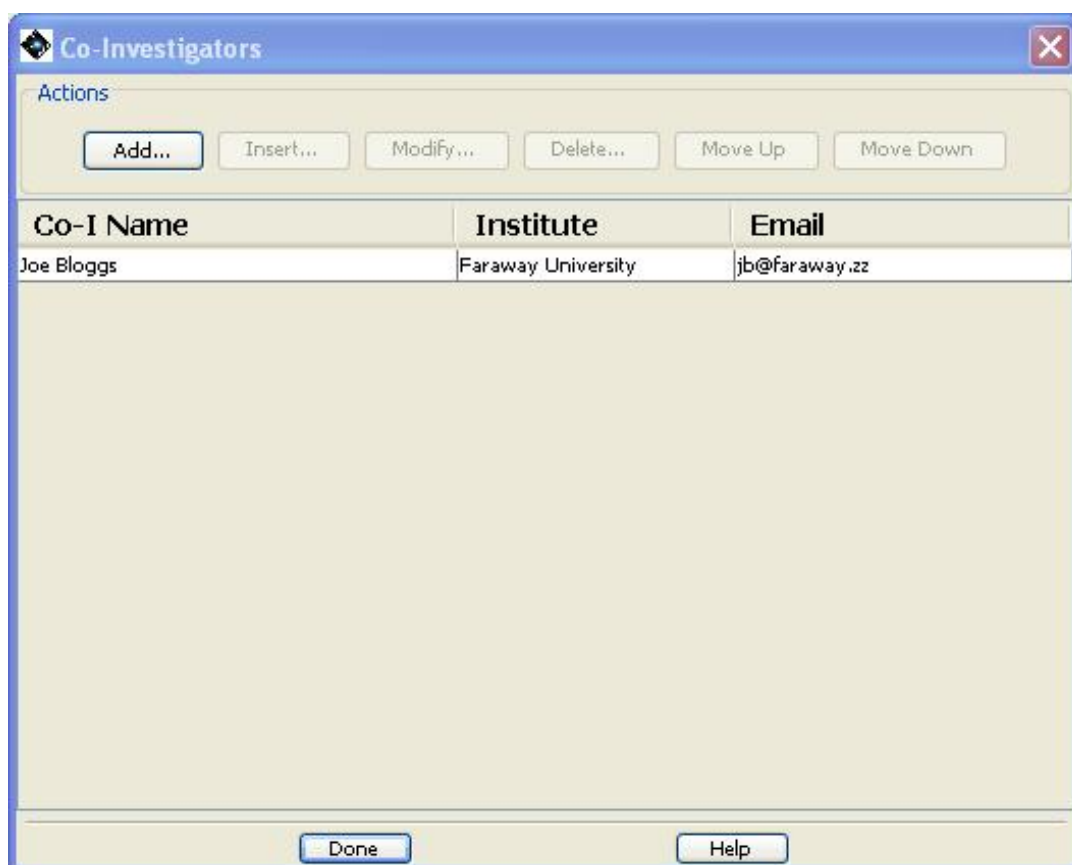 Co-Investigators
Actions
Add... Insert... Modify... Delete... Move Up Move Down
Co-I Name Institute Email
Joe Bloggs Faraway University jb@faraway.zz
Done Help